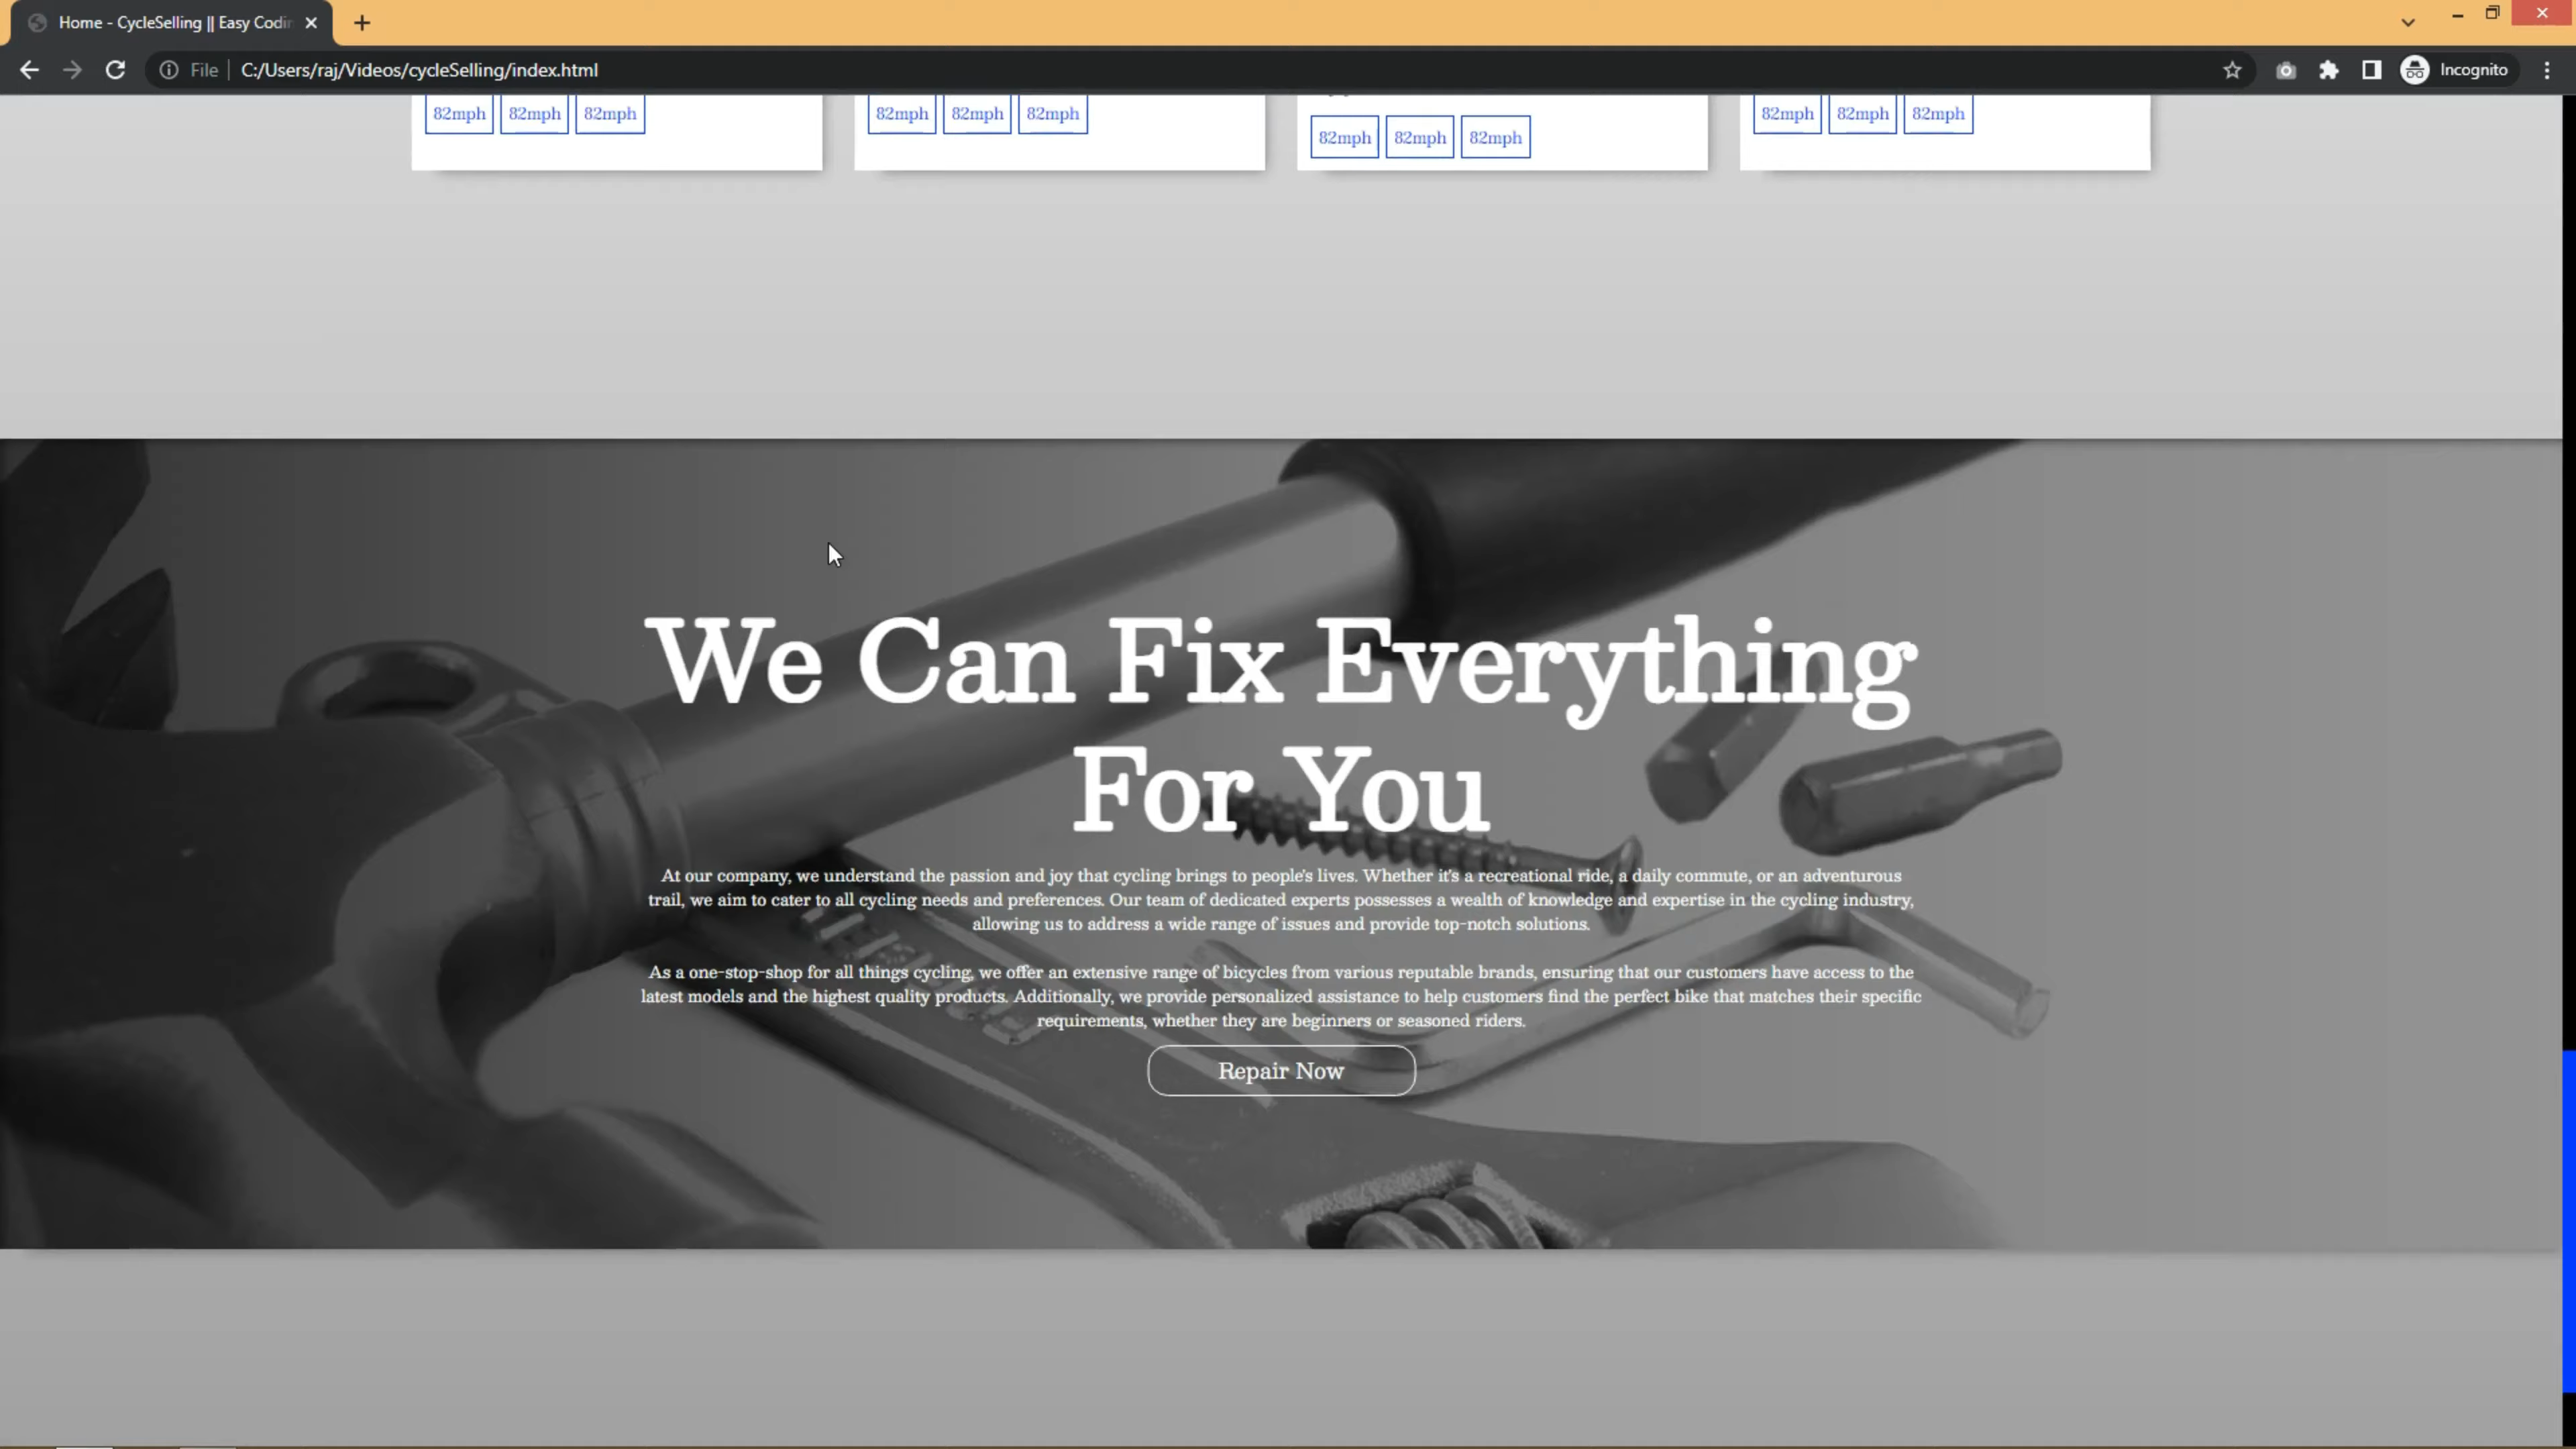 Home - CycleSelling || Easy Codin
File
C:/Users/raj/Videos/cycleSelling/index.html
Incognito
82mph 82mph 82mph
82mph 82mph 82mph
82mph 82mph 82mph
82mph 82mph 82mph
We Can Fix Everything
For You
At our company, we understand the passion and joy that cycling brings to people's lives. Whether it's a recreational ride, a daily commute, or an adventurous
trail, we aim to cater to all cycling needs and preferences. Our team of dedicated experts possesses a wealth of knowledge and expertise in the cycling industry,
allowing us to address a wide range of issues and provide top-notch solutions.
As a one-stop-shop for all things cycling, we offer an extensive range of bicycles from various reputable brands, ensuring that our customers have access to the
latest models and the highest quality products. Additionally, we provide personalized assistance to help customers find the perfect bike that matches their specific
requirements, whether they are beginners or seasoned riders.
Repair Now